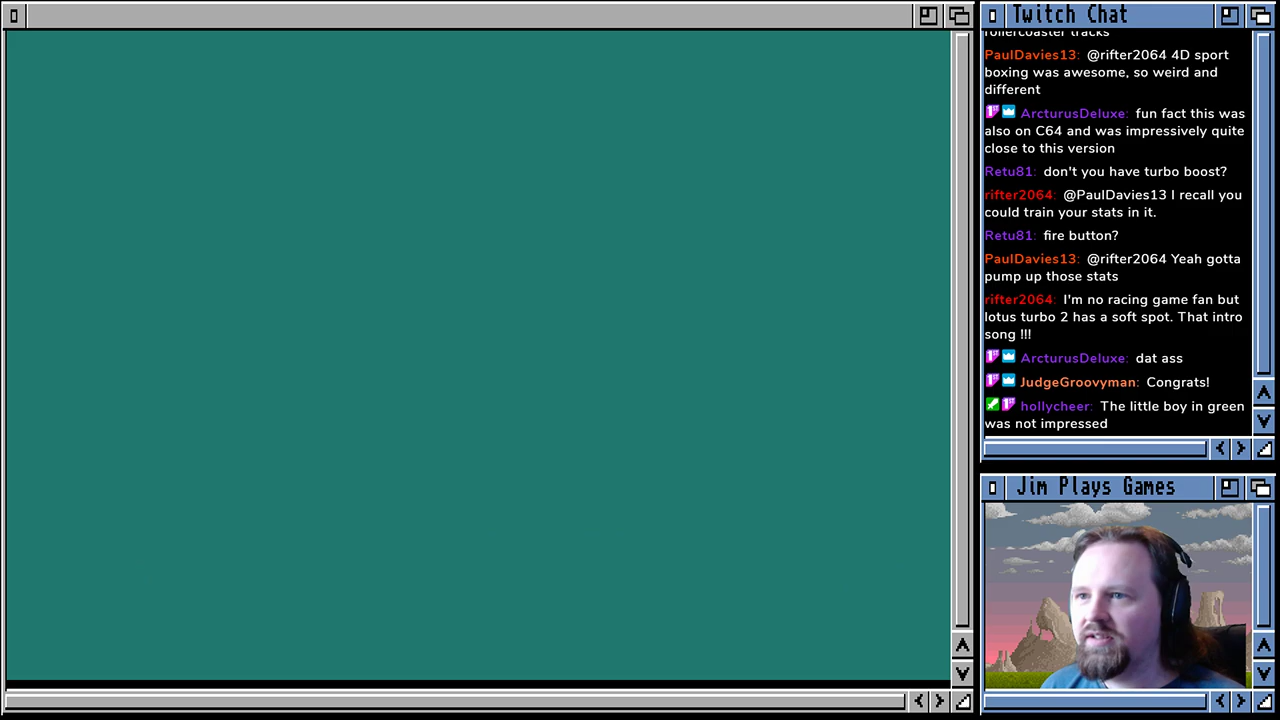 Twitch Chat
rollercoaster tracks
PaulDavies13: @rifter2064 4D sport
boxing was awesome, so weird and
different
ArcturusDeluxe: fun fact this was
also on C64 and was impressively quite
close to this version
Retu81: don't you have turbo boost?
rifter2064: @PaulDavies13 I recall you
could train your stats in it.
Retu81: fire button?
PaulDavies13: @rifter2064 Yeah gotta
pump up those stats
rifter2064: I'm no racing game fan but
lotus turbo 2 has a soft spot. That intro
song !!!
ArcturusDeluxe: dat ass
JudgeGroovyman: Congrats!
hollycheer: The little boy in green
was not impressed
Jim Plays Games